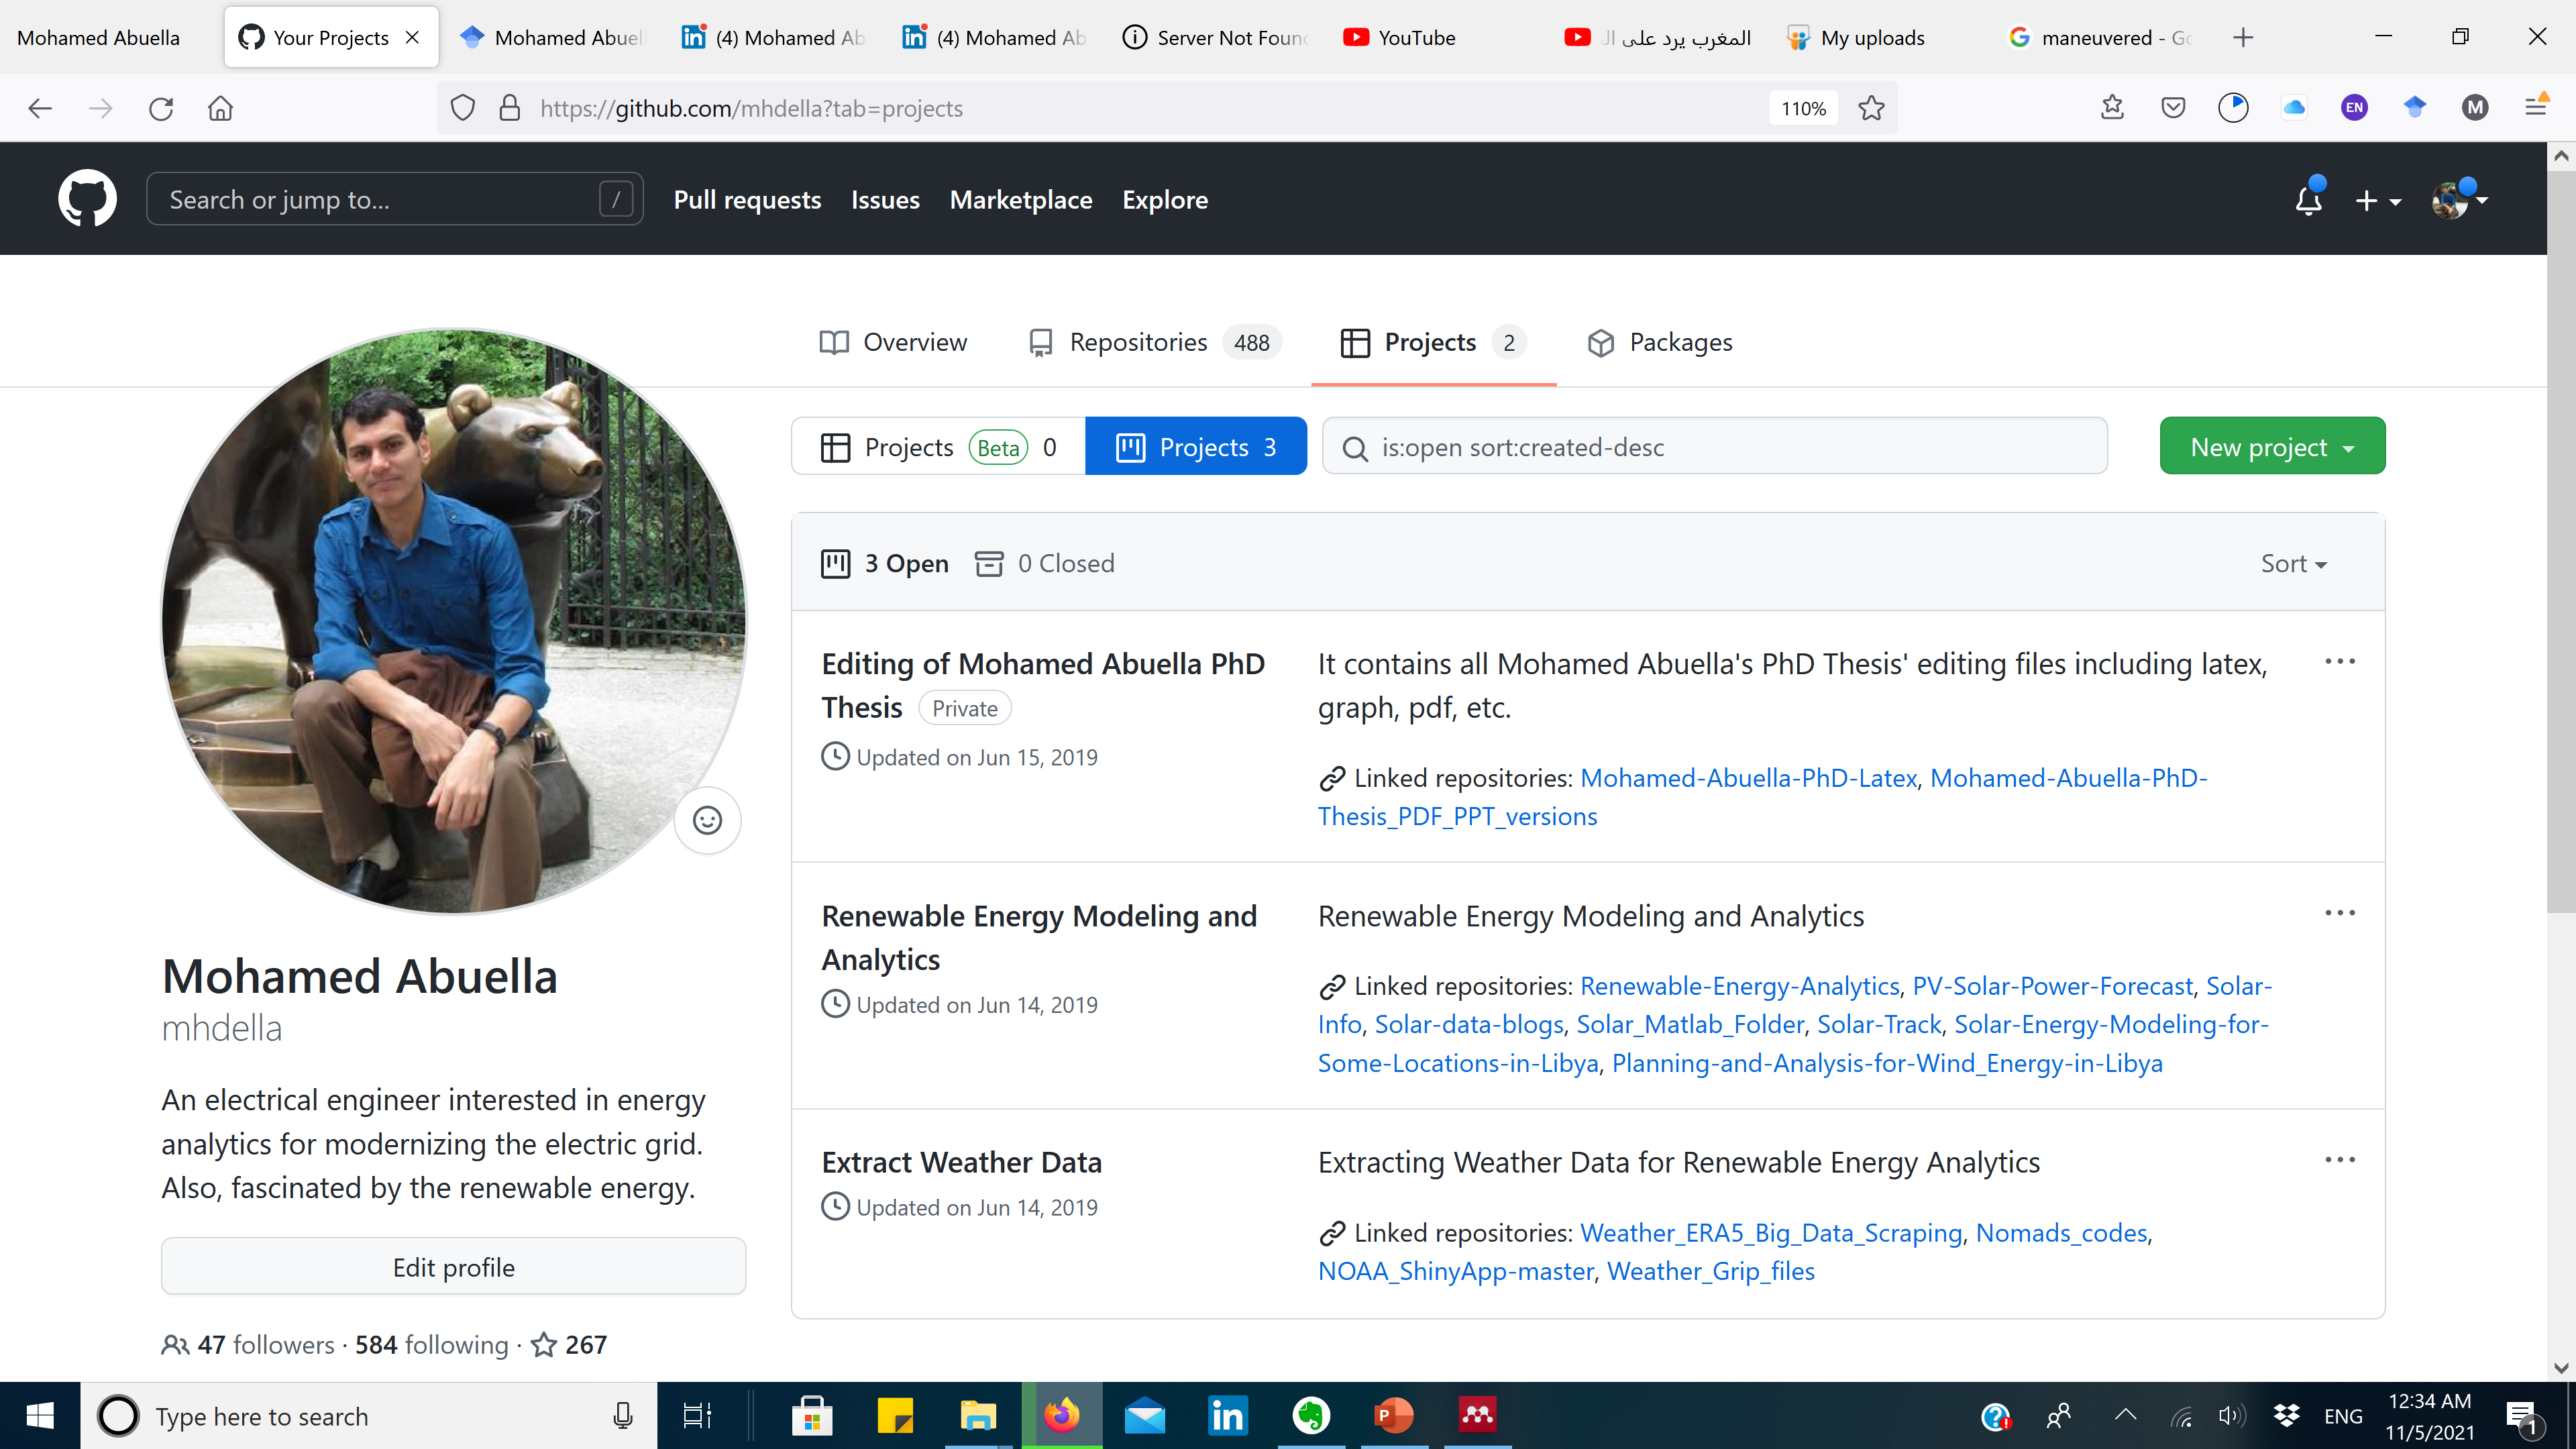 Mohamed Abuella
Your Projects
Mohamed Abuell
(4) Mohamed Ab
(4) Mohamed Ab
Server Not Foun
YouTube
المغرب يرد على ال
My uploads
maneuvered - Go
https://github.com/mhdella?tab=projects
110%
EN
M
Search or jump to...
/
Pull requests
Issues
Marketplace
Explore
Overview
Repositories 488
Projects 2
Packages
Projects Beta 0
Projects 3
is:open sort:created-desc
New project
3 Open
0 Closed
Sort
Editing of Mohamed Abuella PhD
Thesis Private
Updated on Jun 15, 2019
It contains all Mohamed Abuella's PhD Thesis' editing files including latex,
graph, pdf, etc.
Linked repositories: Mohamed-Abuella-PhD-Latex, Mohamed-Abuella-PhD-
Thesis_PDF_PPT_versions
Renewable Energy Modeling and
Analytics
Updated on Jun 14, 2019
Renewable Energy Modeling and Analytics
Linked repositories: Renewable-Energy-Analytics, PV-Solar-Power-Forecast, Solar-
Info, Solar-data-blogs, Solar_Matlab_Folder, Solar-Track, Solar-Energy-Modeling-for-
Some-Locations-in-Libya, Planning-and-Analysis-for-Wind_Energy-in-Libya
Extract Weather Data
Updated on Jun 14, 2019
Extracting Weather Data for Renewable Energy Analytics
Linked repositories: Weather_ERA5_Big_Data_Scraping, Nomads_codes,
NOAA_ShinyApp-master, Weather_Grip_files
Mohamed Abuella
mhdella
An electrical engineer interested in energy
analytics for modernizing the electric grid.
Also, fascinated by the renewable energy.
Edit profile
47 followers · 584 following · 267
Type here to search
ENG
12:34 AM
11/5/2021
1